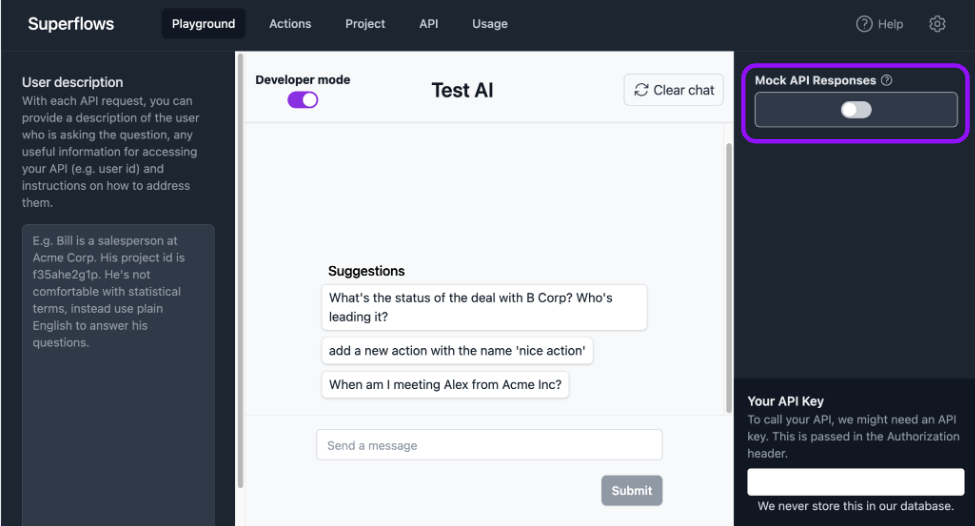 Superflows
Playground
Actions
Project
API
Usage
Help
User description
With each API request, you can
provide a description of the user
who is asking the question, any
useful information for accessing
your API (e.g. user id) and
instructions on how to address
them.
E.g. Bill is a salesperson at
Acme Corp. His project id is
f35ahe2g1p. He's not
comfortable with statistical
terms, instead use plain
English to answer his
questions.
Developer mode
Test AI
Clear chat
Suggestions
What's the status of the deal with B Corp? Who's
leading it?
add a new action with the name 'nice action'
When am I meeting Alex from Acme Inc?
Send a message
Submit
Mock API Responses
Your API Key
To call your API, we might need an API
key. This is passed in the Authorization
header.
We never store this in our database.